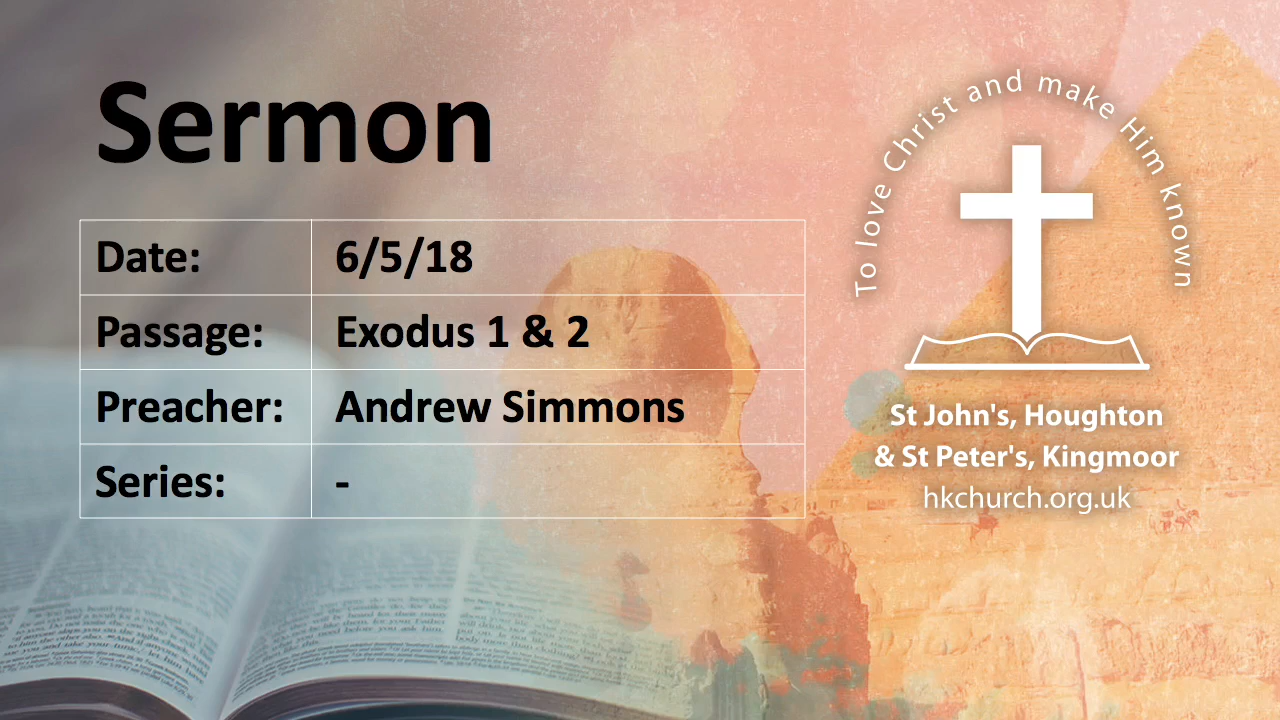 Sermon
Date: 6/5/18
Passage: Exodus 1 & 2
Preacher: Andrew Simmons
Series: -
To love Christ and make Him known
St John's, Houghton
& St Peter's, Kingmoor
hkchurch.org.uk